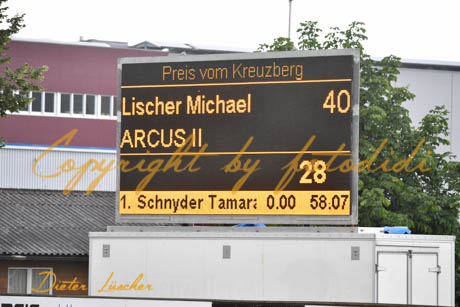 Preis vom Kreuzberg
Lischer Michael 40
ARCUS II
28
1. Schnyder Tamara 0.00 58.07
Copyright by fotodidi
Dieter Lüscher